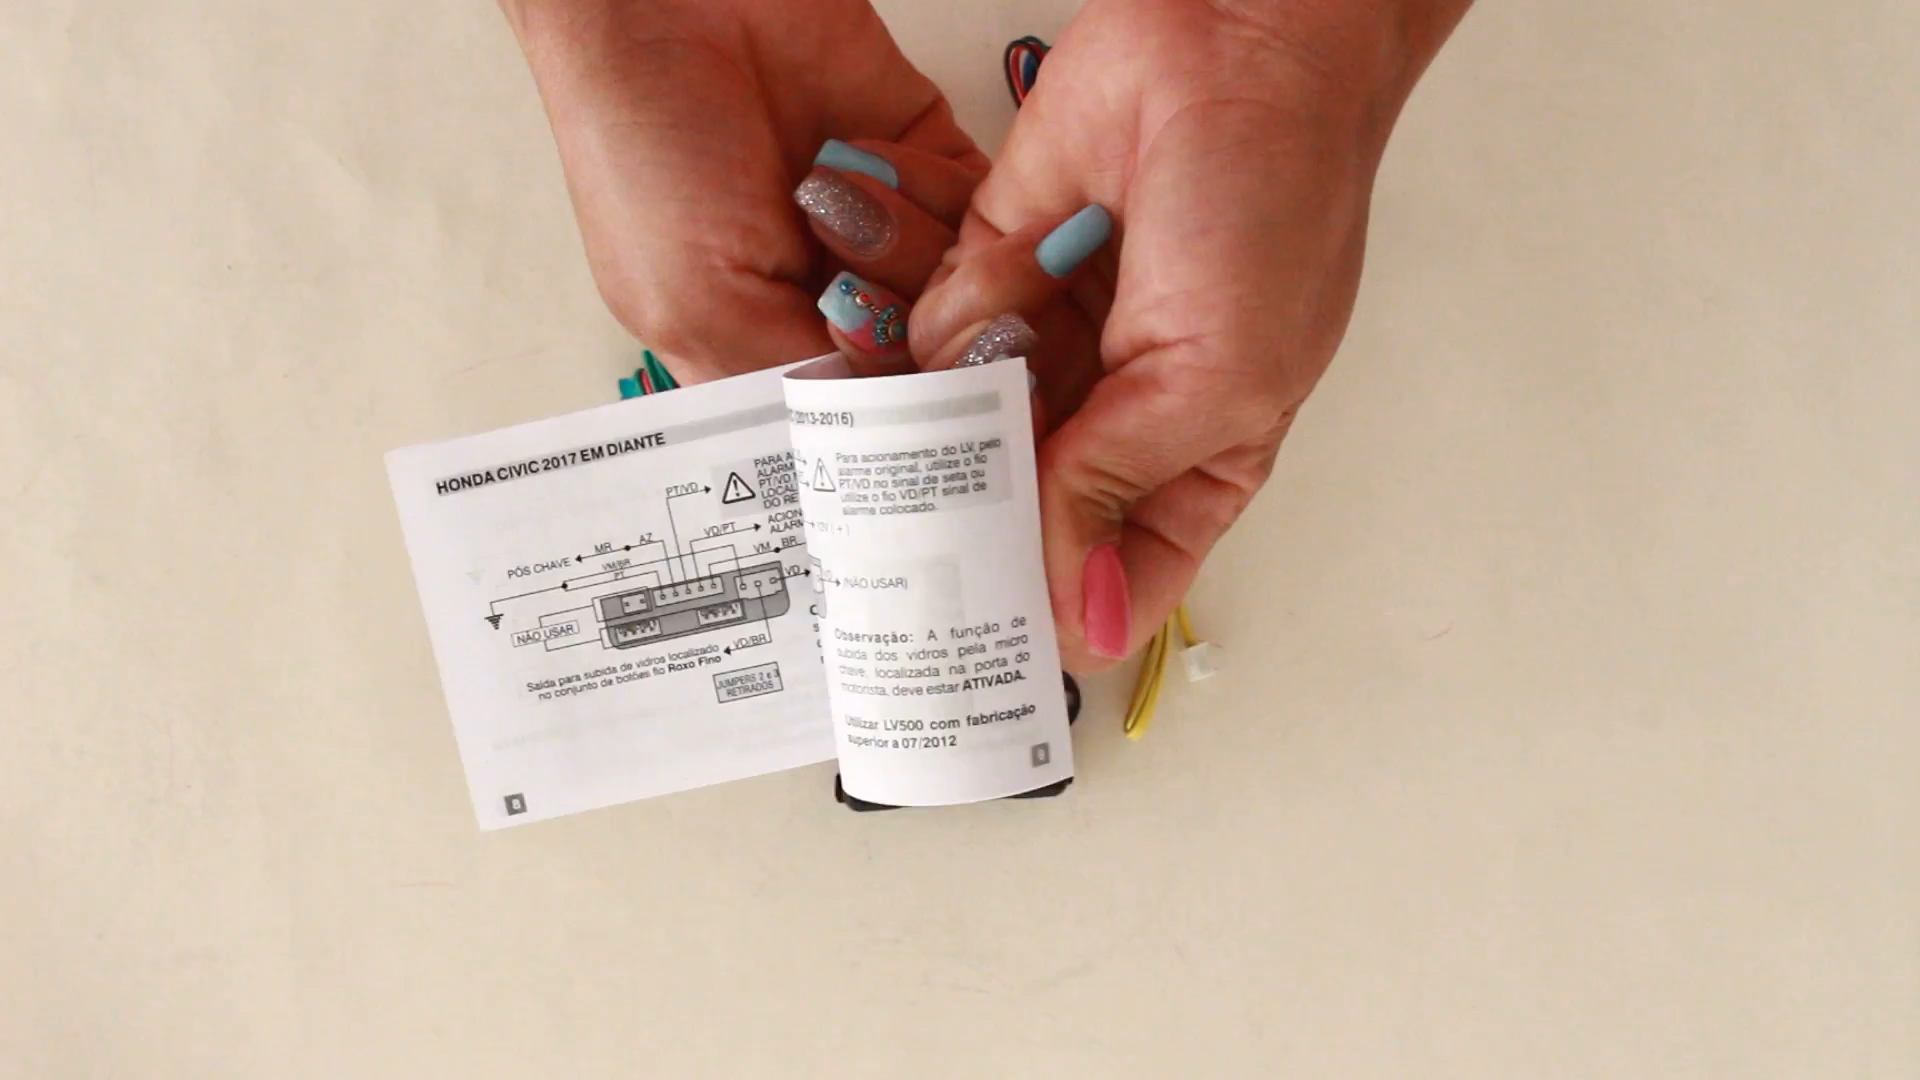 HONDA CIVIC 2017 EM DIANTE
PARA A
ALARM
PT/VD
LOCAL
DO RE
PT/VD
VD/PT
ACION
ALARM
MR
AZ
PÓS CHAVE
VM/BR
PT
VM
BR
VD
NÃO USAR
VD/BR
Saída para subida de vidros localizado
no conjunto de botões fio Roxo Fino
JUMPERS 2 e 3
RETIRADOS
8
(2013-2016)
Para acionamento do LV, pelo
alarme original, utilize o fio
PT/VD no sinal de seta ou
utilize o fio VD/PT sinal de
alarme colocado.
(NÃO USAR)
Observação: A função de
subida dos vidros pela micro
chave, localizada na porta do
motorista, deve estar ATIVADA.
Utilizar LV500 com fabricação
superior a 07/2012
9